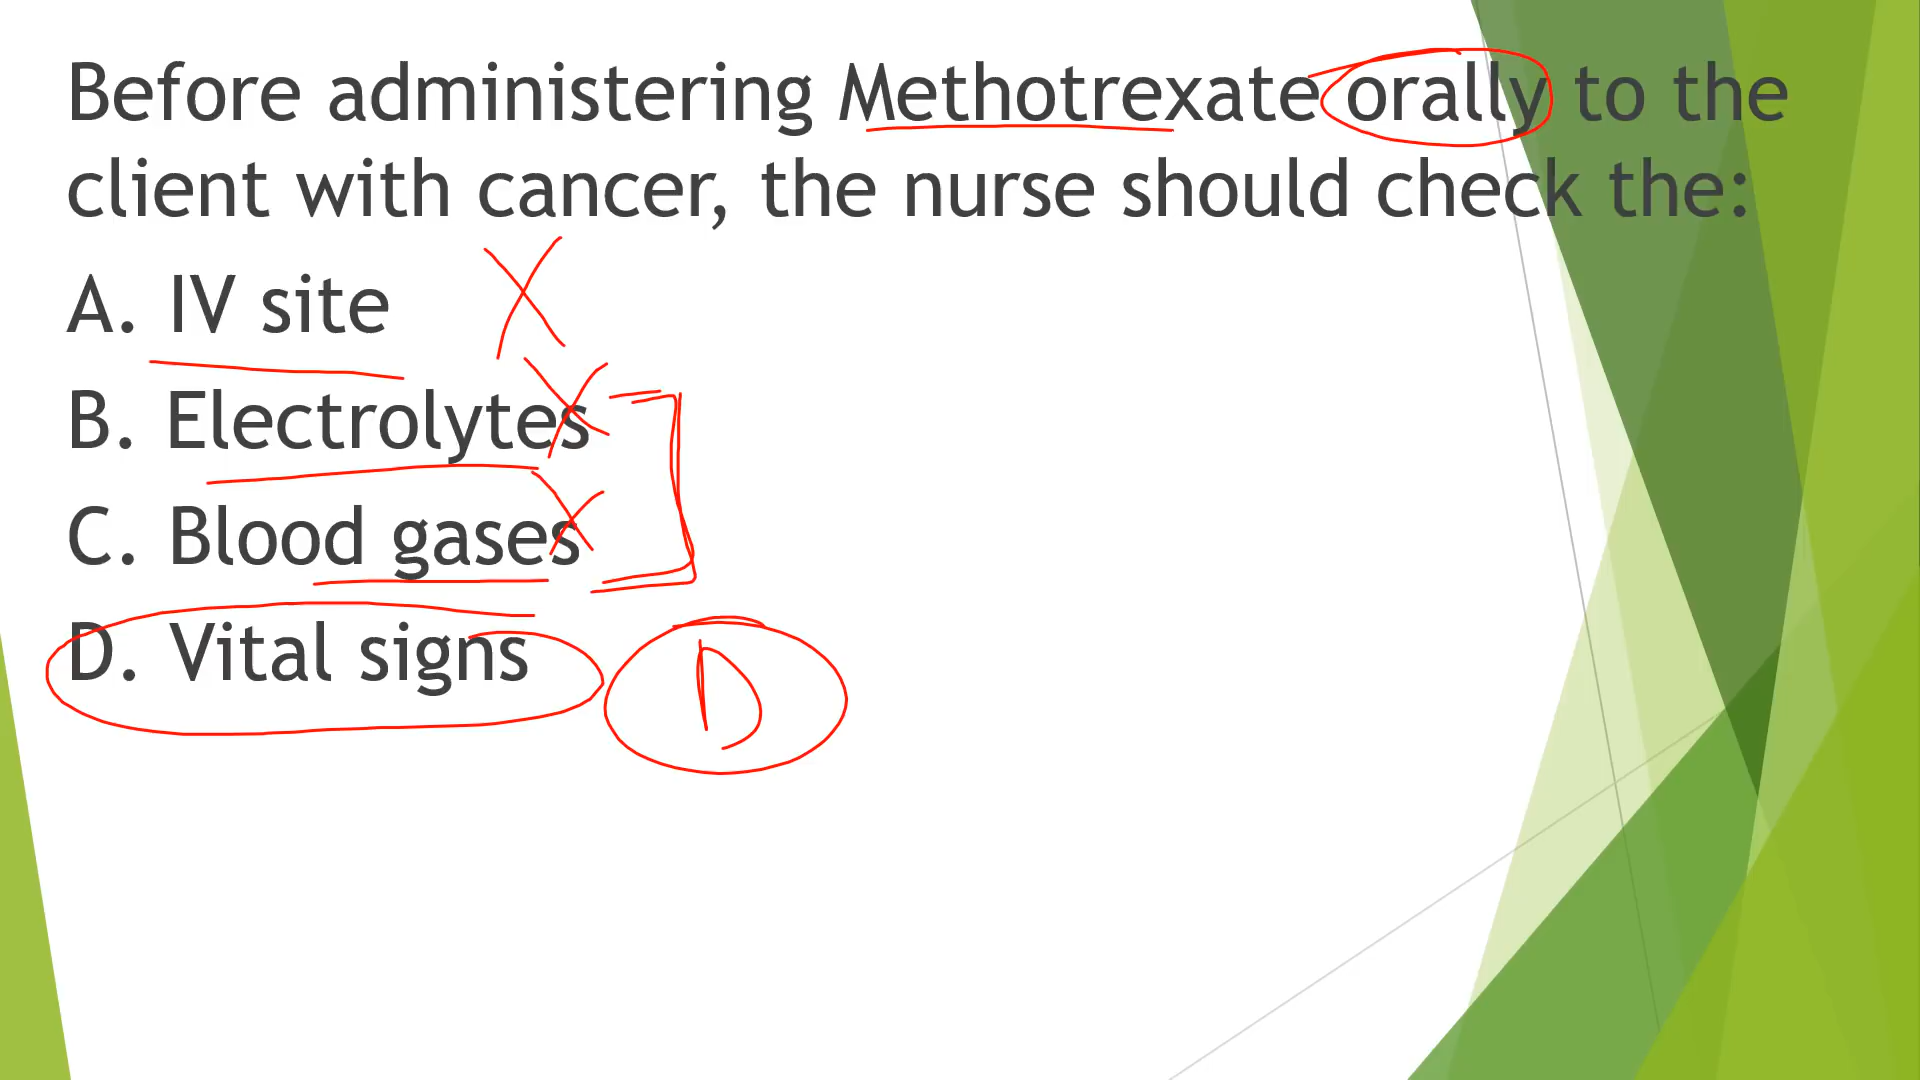 Before administering Methotrexate orally to the
client with cancer, the nurse should check the:
A. IV site
B. Electrolytes
C. Blood gases
D. Vital signs
D